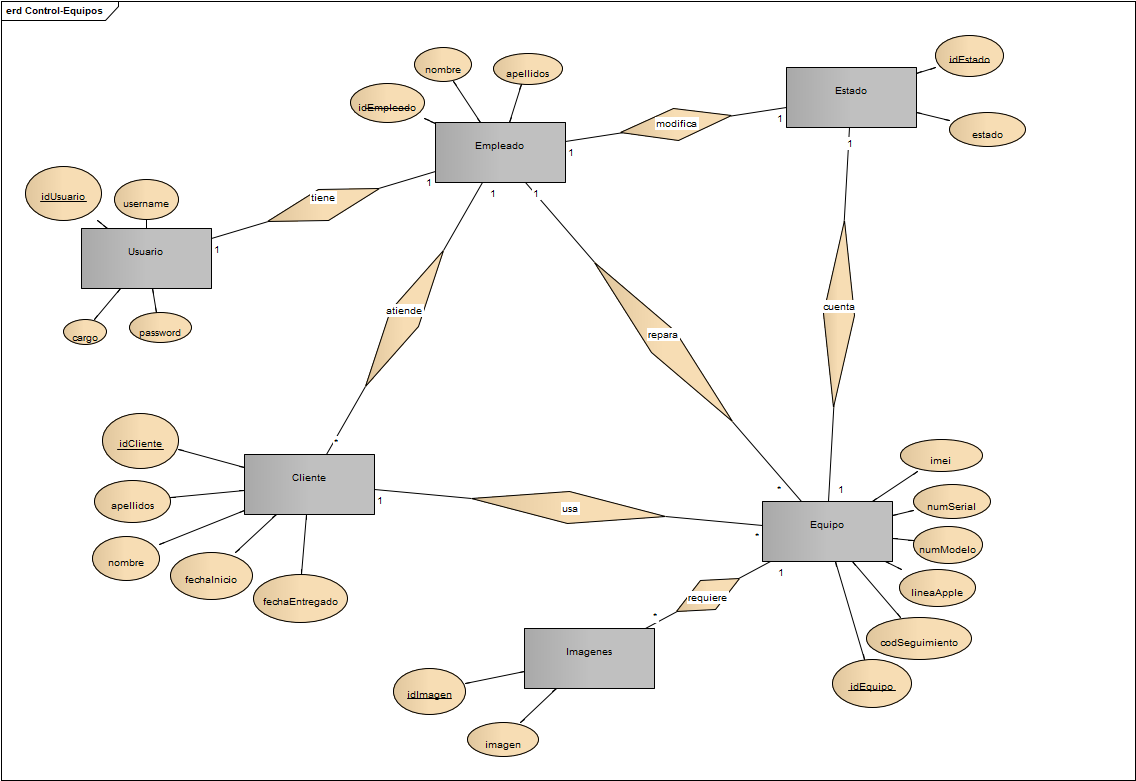 erd Control-Equipos
nombre
apellidos
idEmpleado
Empleado
1
1
1
1
modifica
1
Estado
idEstado
estado
1
idUsuario
username
Usuario
1
cargo
password
tiene
atiende
repara
cuenta
*
idCliente
apellidos
nombre
fechaInicio
fechaEntregado
Cliente
1
usa
*
*
1
Equipo
1
imei
numSerial
numModelo
lineaApple
codSeguimiento
idEquipo
requiere
*
Imagenes
idImagen
imagen